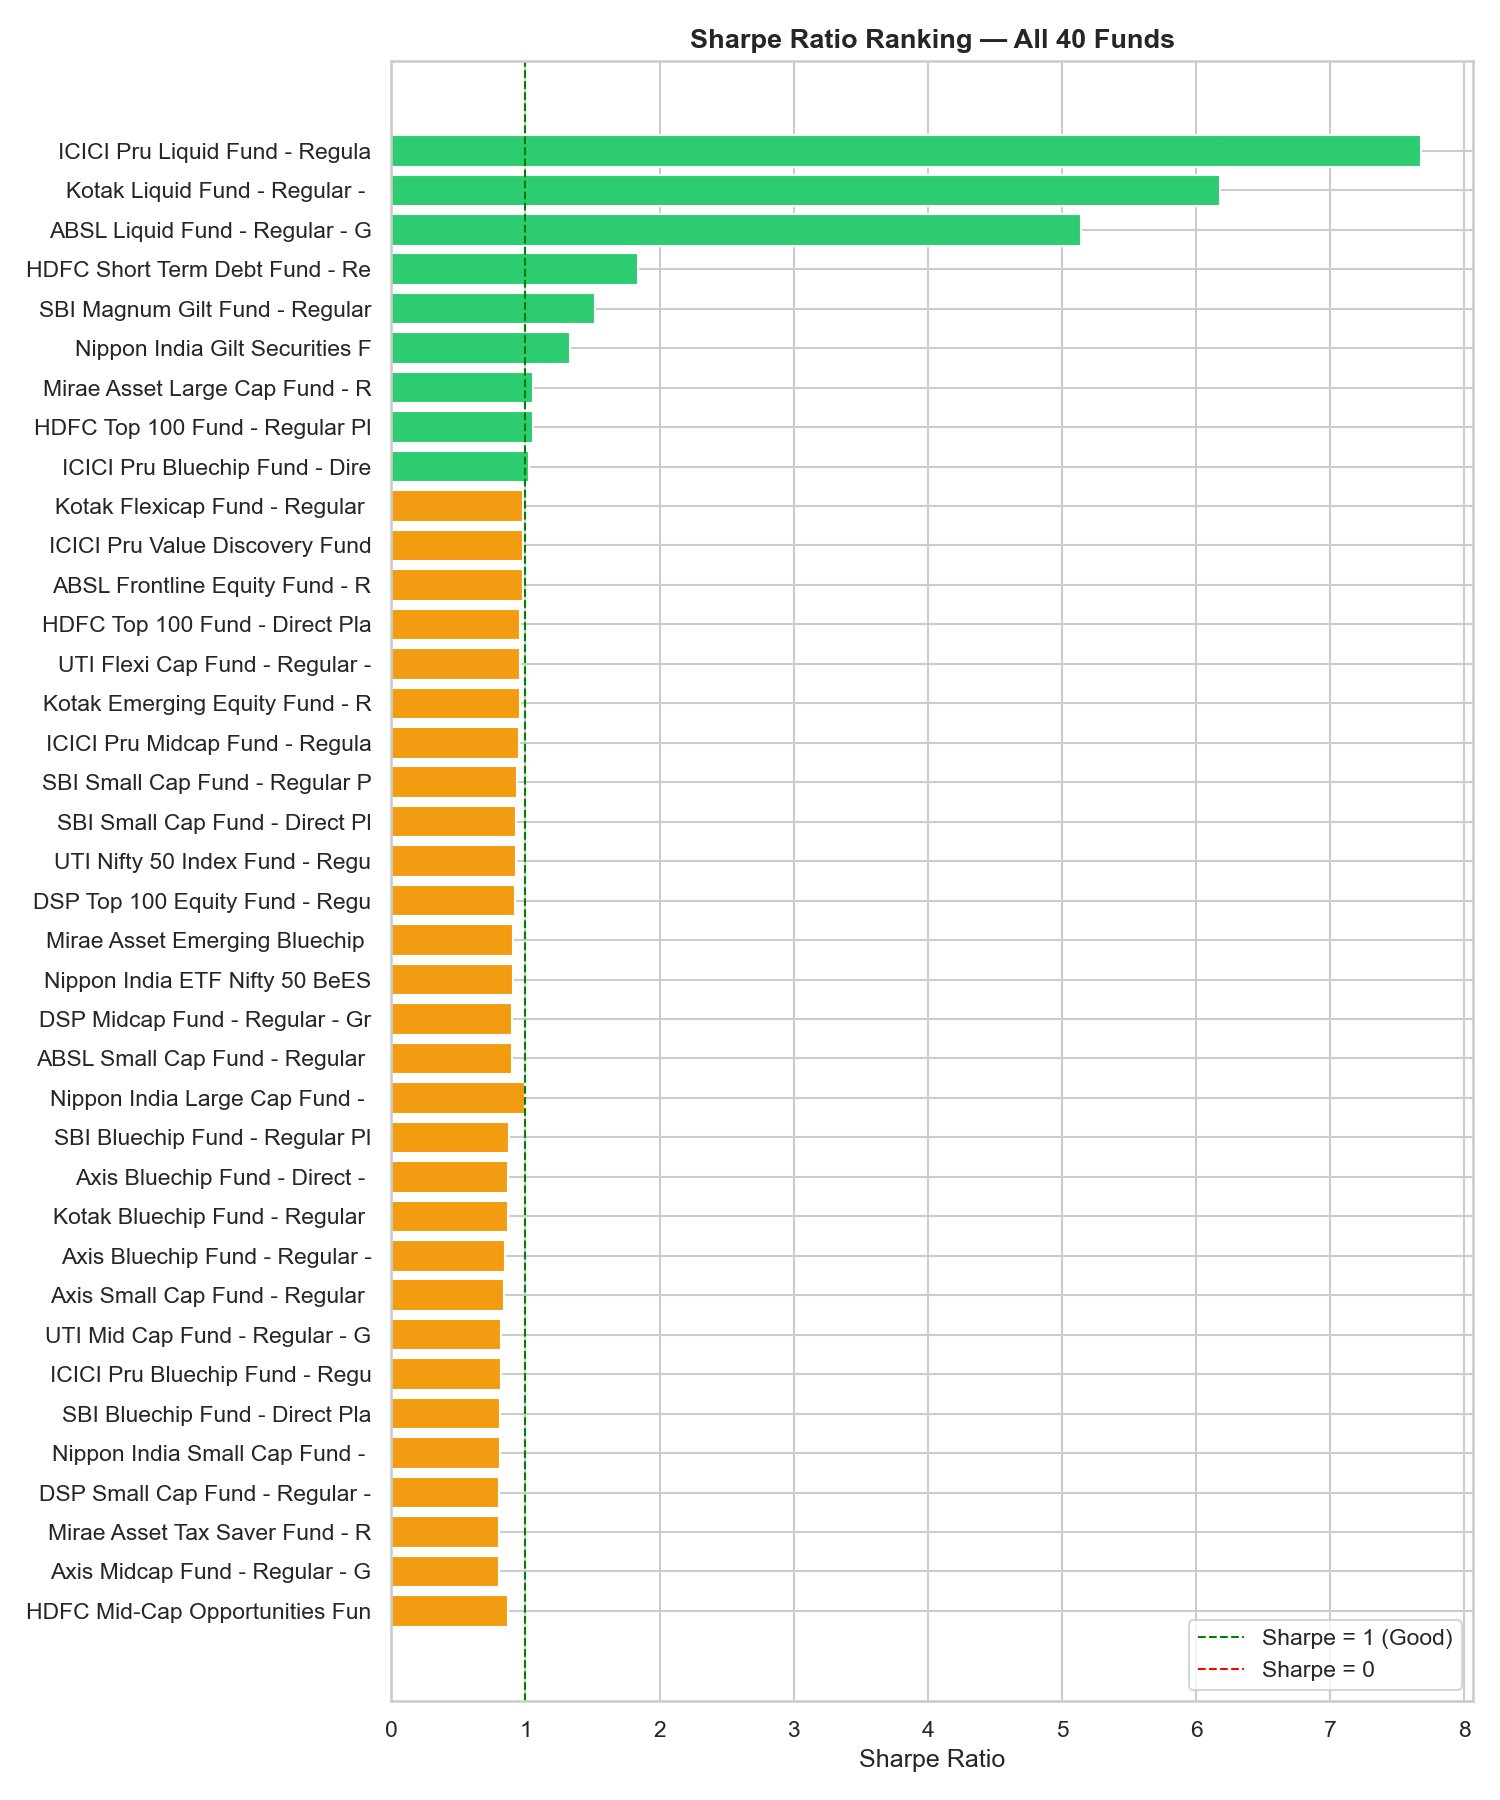 Sharpe Ratio Ranking — All 40 Funds
ICICI Pru Liquid Fund - Regula
Kotak Liquid Fund - Regular -
ABSL Liquid Fund - Regular - G
HDFC Short Term Debt Fund - Re
SBI Magnum Gilt Fund - Regular
Nippon India Gilt Securities F
Mirae Asset Large Cap Fund - R
HDFC Top 100 Fund - Regular Pl
ICICI Pru Bluechip Fund - Dire
Kotak Flexicap Fund - Regular
ICICI Pru Value Discovery Fund
ABSL Frontline Equity Fund - R
HDFC Top 100 Fund - Direct Pla
UTI Flexi Cap Fund - Regular -
Kotak Emerging Equity Fund - R
ICICI Pru Midcap Fund - Regula
SBI Small Cap Fund - Regular P
SBI Small Cap Fund - Direct Pl
UTI Nifty 50 Index Fund - Regu
DSP Top 100 Equity Fund - Regu
Mirae Asset Emerging Bluechip
Nippon India ETF Nifty 50 BeES
DSP Midcap Fund - Regular - Gr
ABSL Small Cap Fund - Regular
Nippon India Large Cap Fund -
SBI Bluechip Fund - Regular Pl
Axis Bluechip Fund - Direct -
Kotak Bluechip Fund - Regular
Axis Bluechip Fund - Regular -
Axis Small Cap Fund - Regular
UTI Mid Cap Fund - Regular - G
ICICI Pru Bluechip Fund - Regu
SBI Bluechip Fund - Direct Pla
Nippon India Small Cap Fund -
DSP Small Cap Fund - Regular -
Mirae Asset Tax Saver Fund - R
Axis Midcap Fund - Regular - G
HDFC Mid-Cap Opportunities Fun
Sharpe = 1 (Good)
Sharpe = 0
0 1 2 3 4 5 6 7 8
Sharpe Ratio